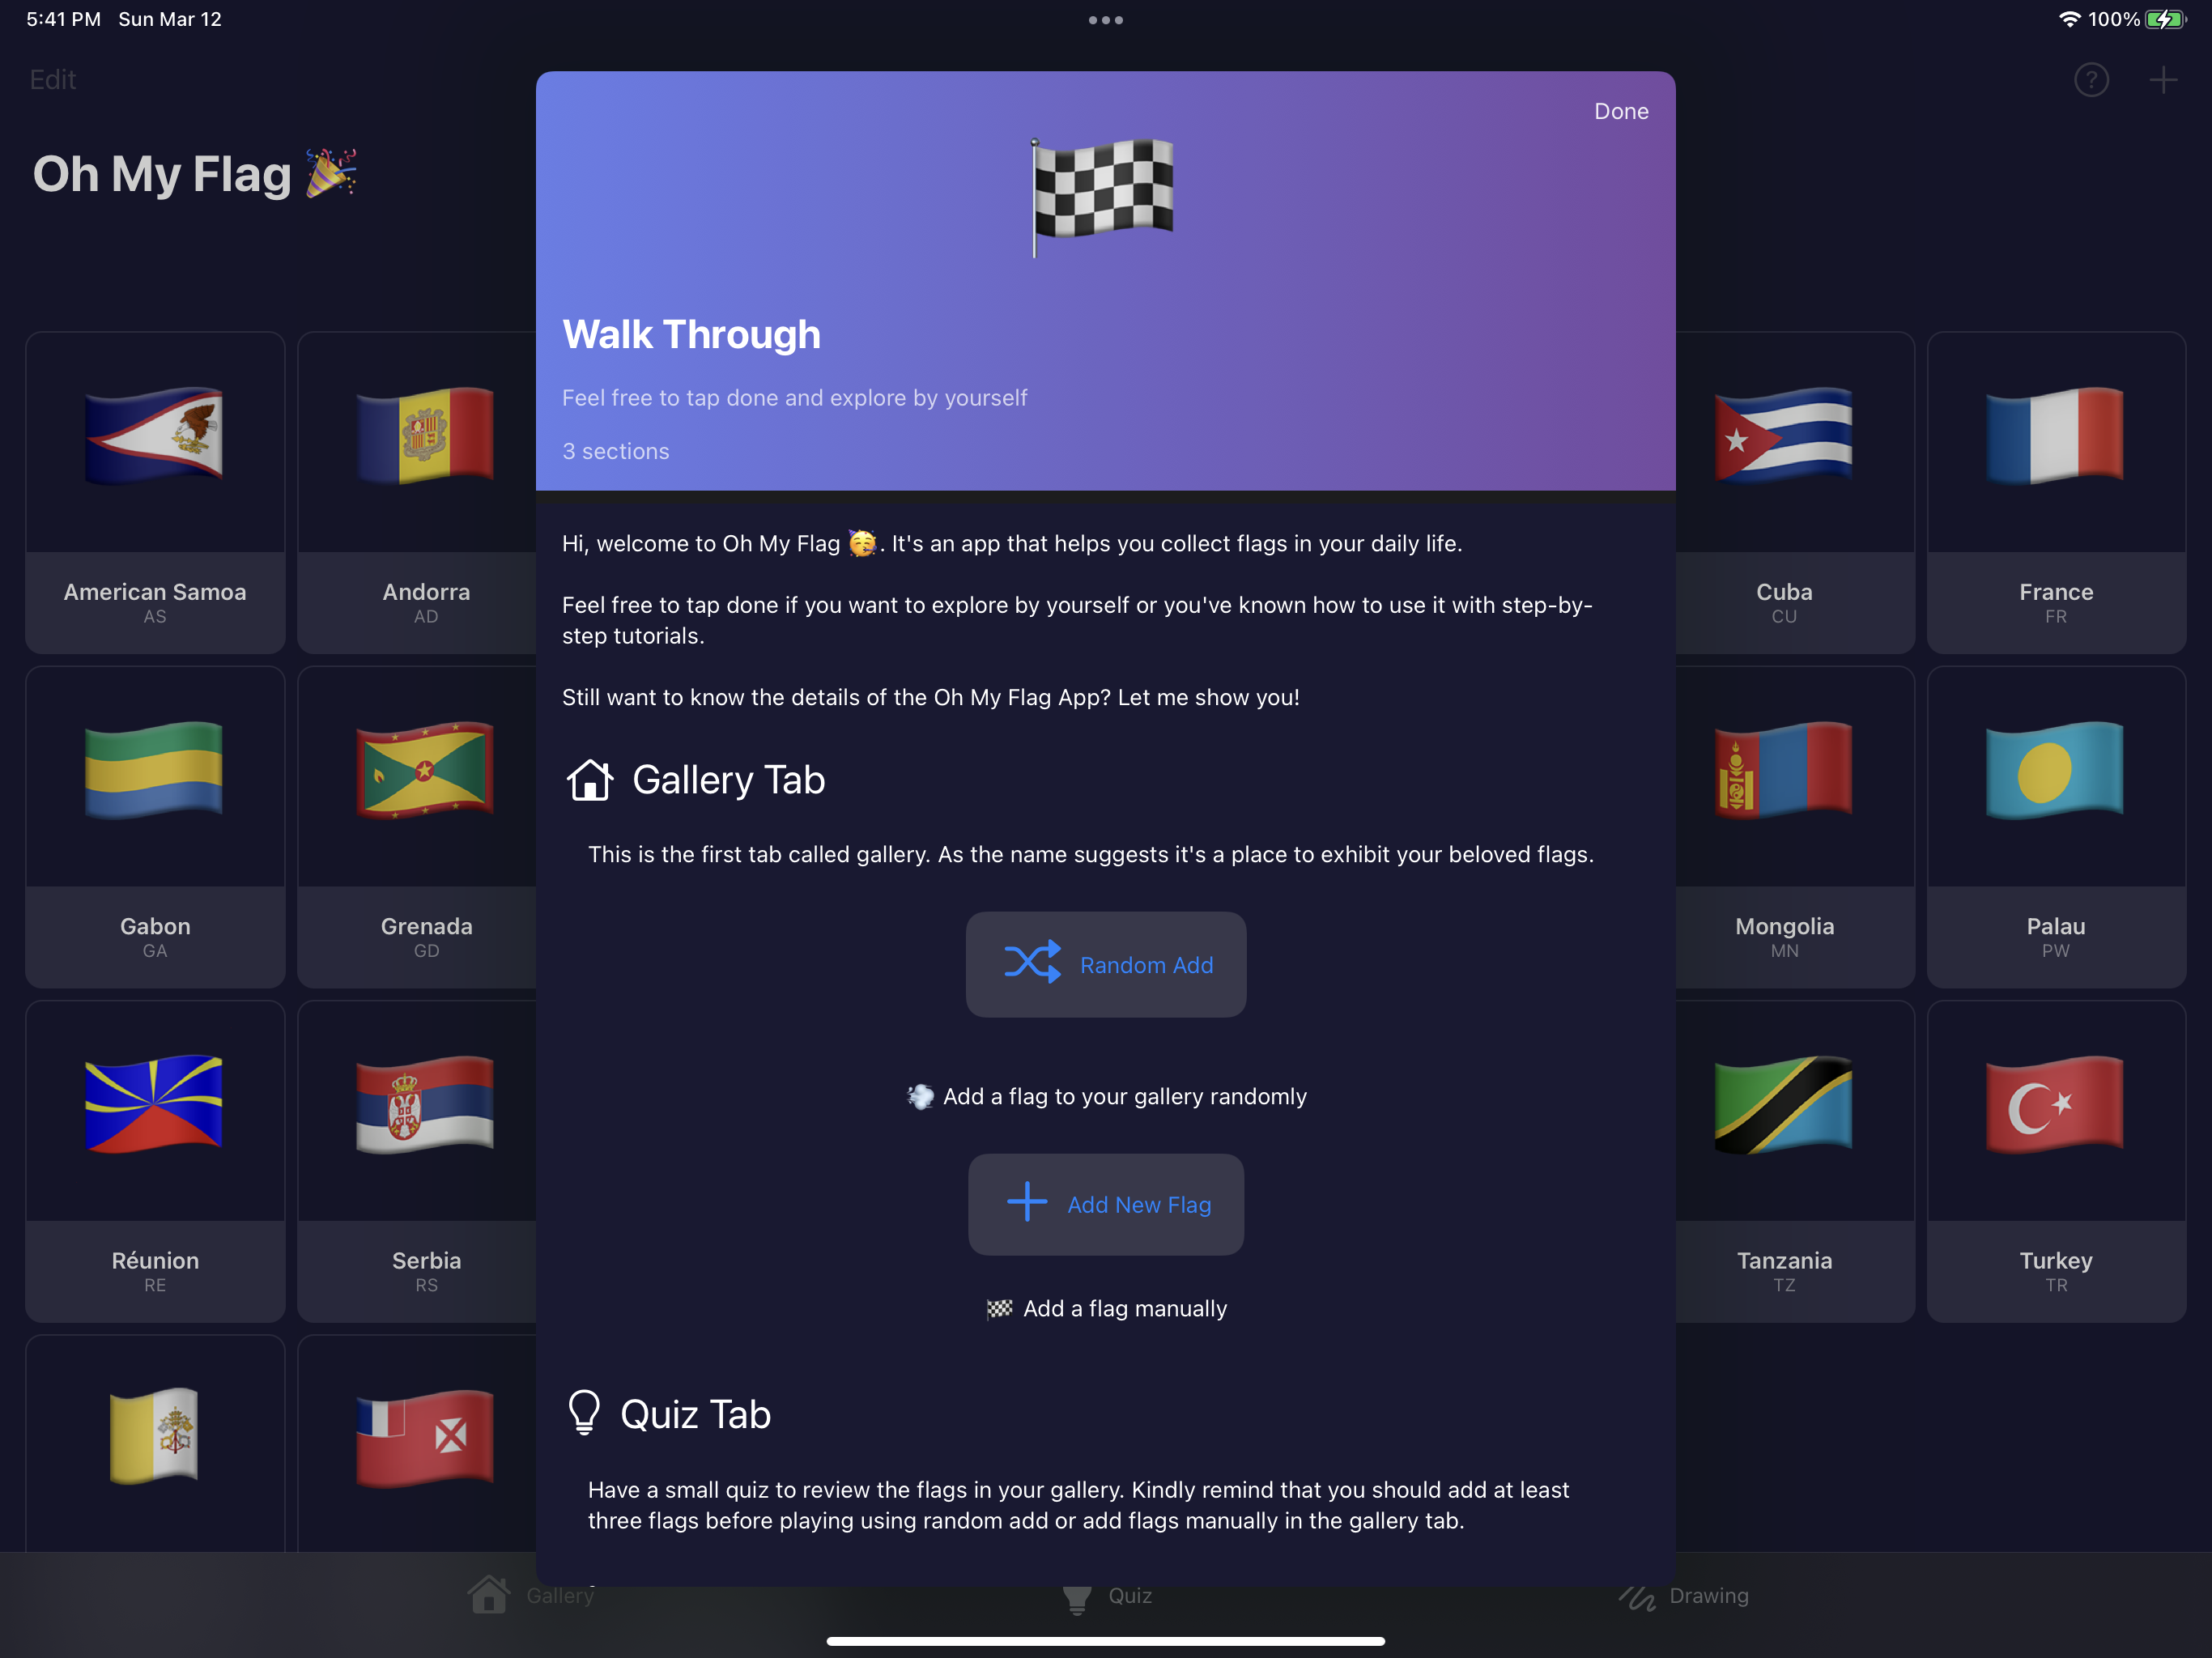 5:41 PM Sun Mar 12
100%
Edit
Oh My Flag
Done
Walk Through
Feel free to tap done and explore by yourself
3 sections
Hi, welcome to Oh My Flag 🥳. It's an app that helps you collect flags in your daily life.
Feel free to tap done if you want to explore by yourself or you've known how to use it with step-by-
step tutorials.
Still want to know the details of the Oh My Flag App? Let me show you!
Gallery Tab
This is the first tab called gallery. As the name suggests it's a place to exhibit your beloved flags.
Random Add
Add a flag to your gallery randomly
Add New Flag
Add a flag manually
Quiz Tab
Have a small quiz to review the flags in your gallery. Kindly remind that you should add at least
three flags before playing using random add or add flags manually in the gallery tab.
American Samoa
AS
Andorra
AD
Cuba
CU
France
FR
Gabon
GA
Grenada
GD
Mongolia
MN
Palau
PW
Réunion
RE
Serbia
RS
Tanzania
TZ
Turkey
TR
Gallery
Quiz
Drawing